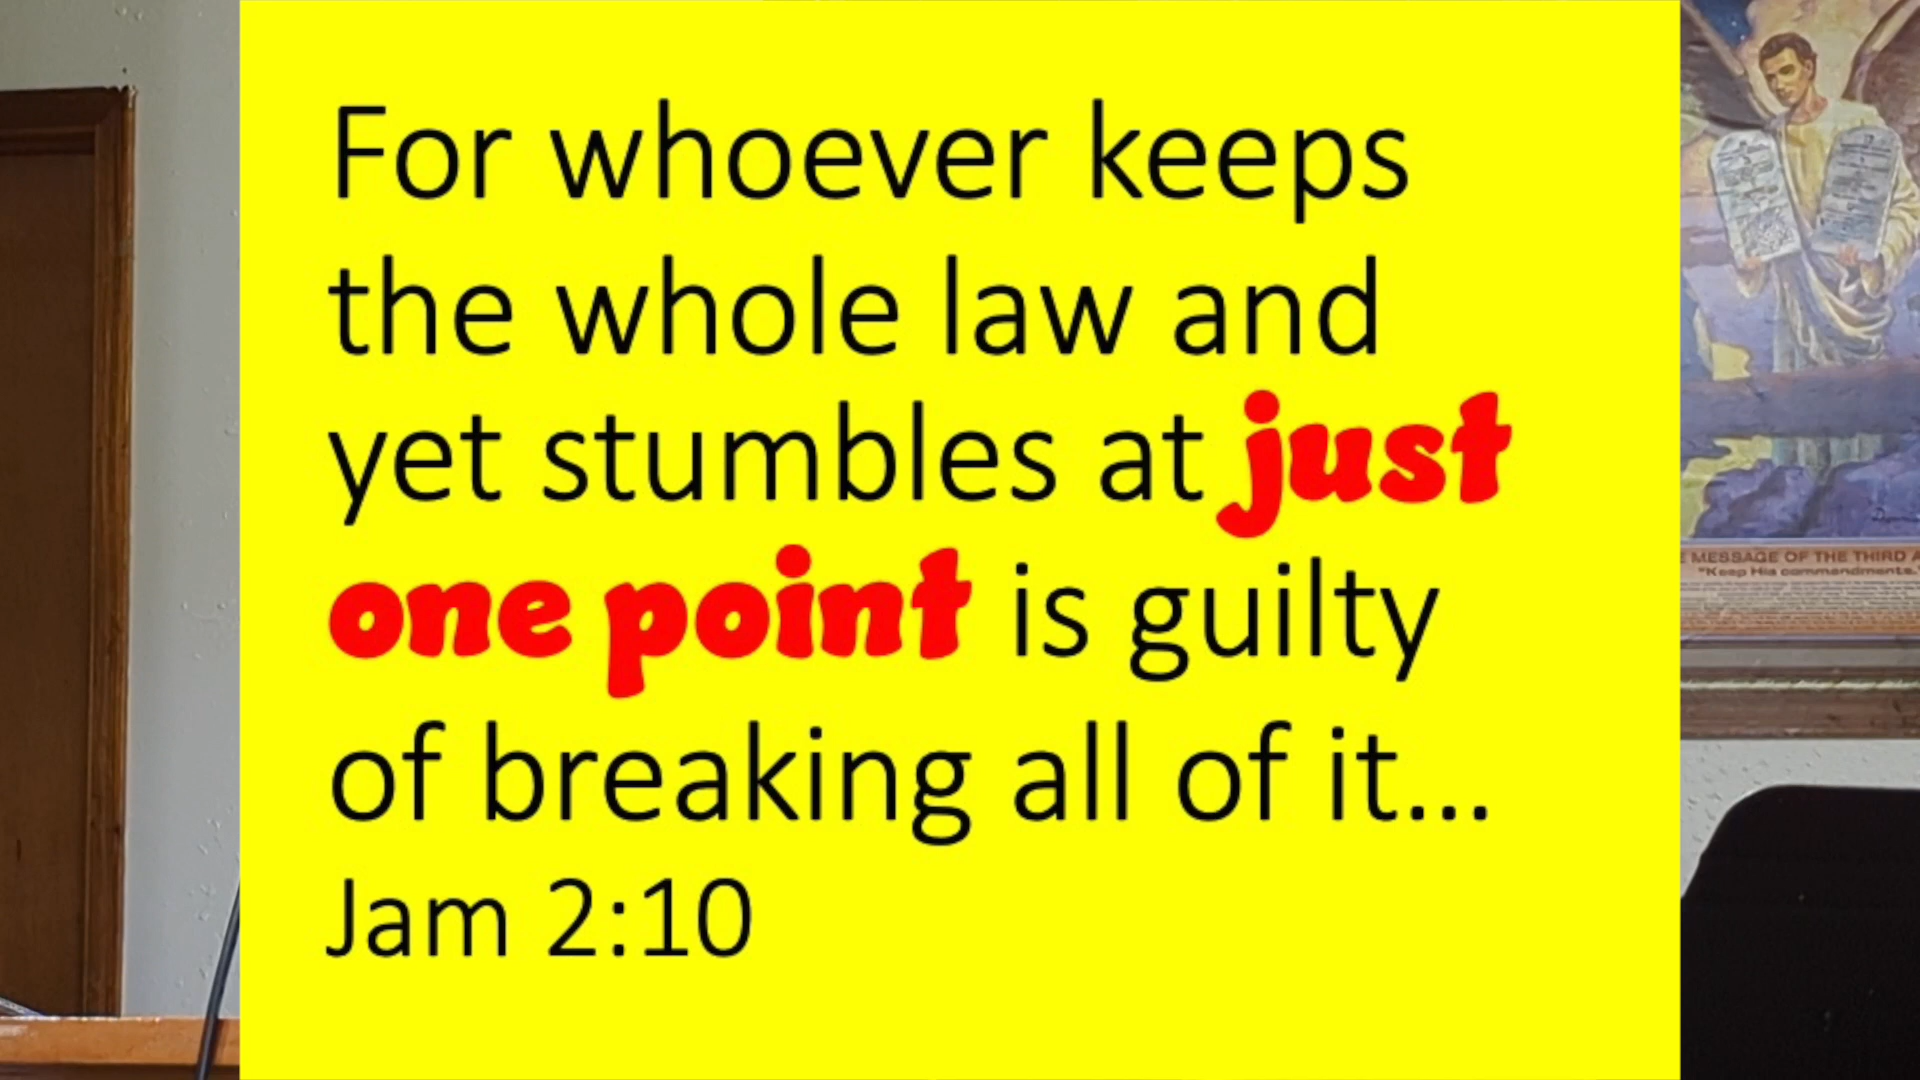 For whoever keeps
the whole law and
yet stumbles at just
one point is guilty
of breaking all of it...
Jam 2:10
MESSAGE OF THE THIRD A
"Keep His commandments."